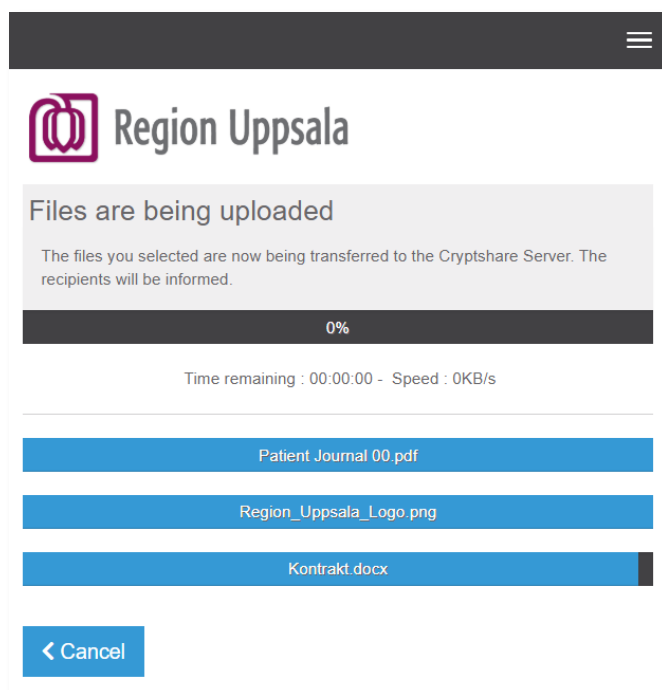 Region Uppsala
Files are being uploaded
The files you selected are now being transferred to the Cryptshare Server. The
recipients will be informed.
0%
Time remaining : 00:00:00 - Speed : 0KB/s
Patient Journal 00.pdf
Region_Uppsala_Logo.png
Kontrakt.docx
Cancel